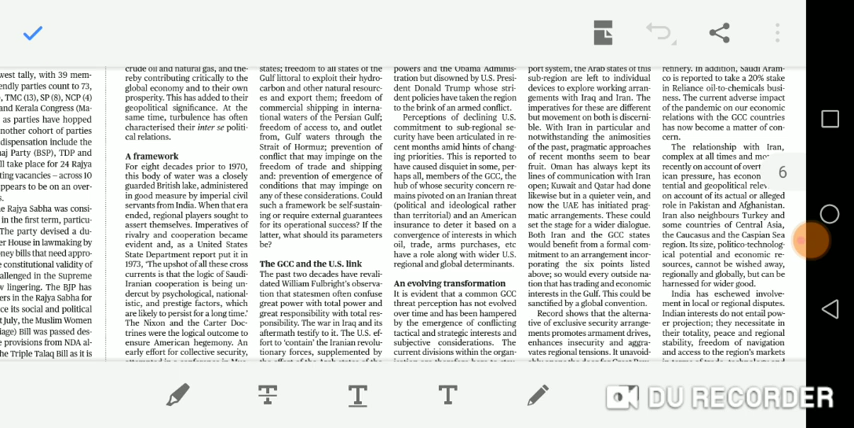 west tally, with 39 mem-
endly parties count to 73,
, TMC (13), SP (8), NCP (4)
and Kerala Congress (Ma-
as parties have hopped
nother cohort of parties
dispensation include the
naj Party (BSP), TDP and
ill take place for 24 Rajya
ting vacancies – across 10
appears to be on an over-
s.
he Rajya Sabha was consi-
in the first term, particu-
The party devised a du-
er House in lawmaking by
ney bills that need appro-
constitutional validity of
allenged in the Supreme
w lingering. The BJP has
ers in the Rajya Sabha for
ce its social and political
t July, the Muslim Women
iage) Bill was passed des-
e provisions from NDA al-
he Triple Talaq Bill as it is
crude oil and natural gas, and the-
reby contributing critically to the
global economy and to their own
prosperity. This has added to their
geopolitical significance. At the
same time, turbulence has often
characterised their inter se politi-
cal relations.
A framework
For eight decades prior to 1970,
this body of water was a closely
guarded British lake, administered
in good measure by imperial civil
servants from India. When that era
ended, regional players sought to
assert themselves. Imperatives of
rivalry and cooperation became
evident and, as a United States
State Department report put it in
1973, ‘The upshot of all these cross
currents is that the logic of Saudi-
Iranian cooperation is being un-
dercut by psychological, national-
istic, and prestige factors, which
are likely to persist for a long time.’
The Nixon and the Carter Doc-
trines were the logical outcome to
ensure American hegemony. An
early effort for collective security,
attempted in a conference in Mus-
states; freedom to all states of the
Gulf littoral to exploit their hydro-
carbon and other natural resourc-
es and export them; freedom of
commercial shipping in interna-
tional waters of the Persian Gulf;
freedom of access to, and outlet
from, Gulf waters through the
Strait of Hormuz; prevention of
conflict that may impinge on the
freedom of trade and shipping
and: prevention of emergence of
conditions that may impinge on
any of these considerations. Could
such a framework be self-sustain-
ing or require external guarantees
for its operational success? If the
latter, what should its parameters
be?
The GCC and the U.S. link
The past two decades have revali-
dated William Fulbright’s observa-
tion that statesmen often confuse
great power with total power and
great responsibility with total res-
ponsibility. The war in Iraq and its
aftermath testify to it. The U.S. ef-
fort to ‘contain’ the Iranian revolu-
tionary forces, supplemented by
the effort of the Arab states of the
powers and the Obama Adminis-
tration but disowned by U.S. Presi-
dent Donald Trump whose stri-
dent policies have taken the region
to the brink of an armed conflict.
Perceptions of declining U.S.
commitment to sub-regional se-
curity have been articulated in re-
cent months amid hints of chang-
ing priorities. This is reported to
have caused disquiet in some, per-
haps all, members of the GCC, the
hub of whose security concern re-
mains pivoted on an Iranian threat
(political and ideological rather
than territorial) and an American
insurance to deter it based on a
convergence of interests in which
oil, trade, arms purchases, etc
have a role along with wider U.S.
regional and global determinants.
An evolving transformation
It is evident that a common GCC
threat perception has not evolved
over time and has been hampered
by the emergence of conflicting
tactical and strategic interests and
subjective considerations. The
current divisions within the organ-
port system, the Arab states of this
sub-region are left to individual
devices to explore working arran-
gements with Iraq and Iran. The
imperatives for these are different
but movement on both is discerni-
ble. With Iran in particular and
notwithstanding the animosities
of the past, pragmatic approaches
of recent months seem to bear
fruit. Oman has always kept its
lines of communication with Iran
open; Kuwait and Qatar had done
likewise but in a quieter vein, and
now the UAE has initiated prag-
matic arrangements. These could
set the stage for a wider dialogue.
Both Iran and the GCC states
would benefit from a formal com-
mitment to an arrangement incor-
porating the six points listed
above; so would every outside na-
tion that has trading and economic
interests in the Gulf. This could be
sanctified by a global convention.
Record shows that the alterna-
tive of exclusive security arrange-
ments promotes armament drives,
enhances insecurity and aggra-
vates regional tensions. It unavoid-
refinery. In addition, Saudi Aram-
co is reported to take a 20% stake
in Reliance oil-to-chemicals busi-
ness. The current adverse impact
of the pandemic on our economic
relations with the GCC countries
has now become a matter of con-
cern.
The relationship with Iran,
complex at all times and
ican pressure, has econom
tential and geopolitical
on account of its actual or alleged
role in Pakistan and Afghanistan.
Iran also neighbours Turkey and
some countries of Central Asia,
the Caucasus and the Caspian Sea
region. Its size, politico-technolog-
ical potential and economic re-
sources, cannot be wished away,
regionally and globally, but can be
harnessed for wider good.
India has eschewed involve-
ment in local or regional disputes.
Indian interests do not entail pow-
er projection; they necessitate in
their totality, peace and regional
stability, freedom of navigation
and access to the region’s markets
in terms of trade, technology and
6
T
T
T
DU RECORDER